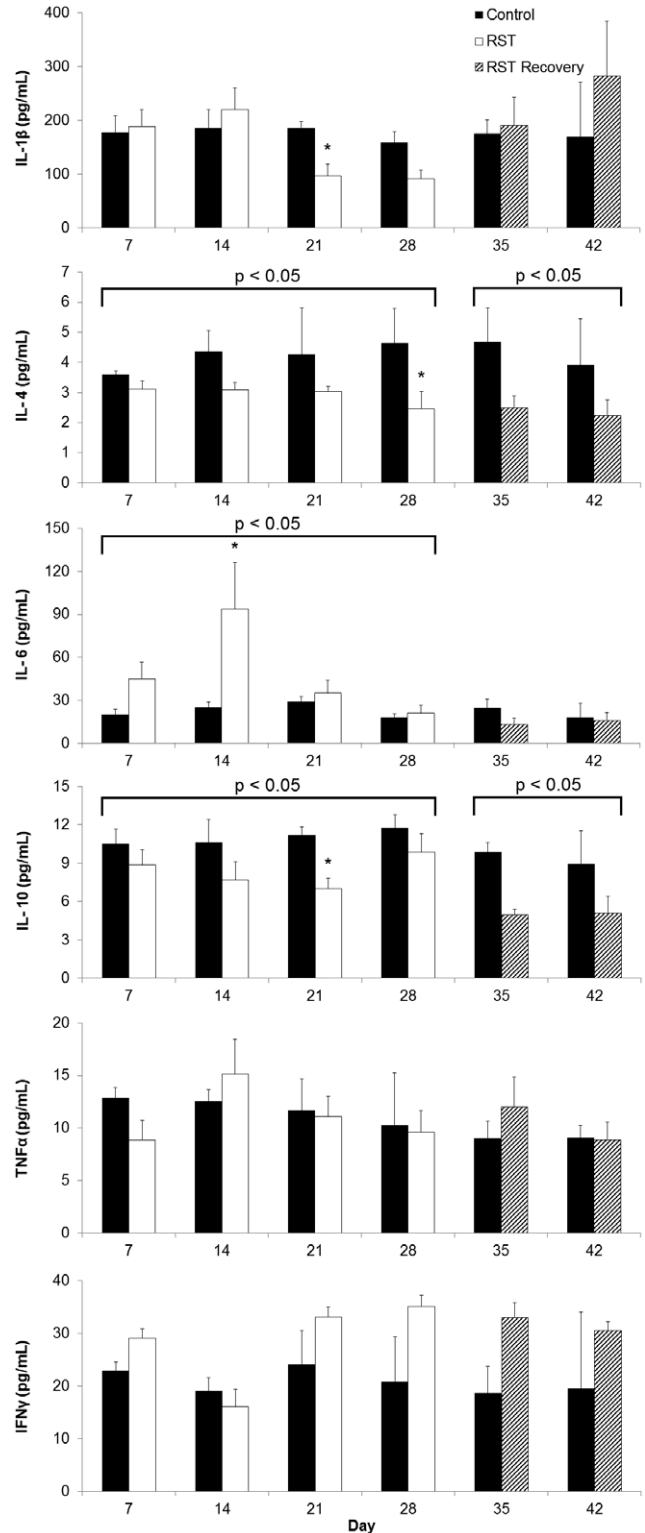 Control
RST
RST Recovery
400
300
200
100
0
IL-1β (pg/mL)
*
7 14 21 28 35 42
p < 0.05 p < 0.05
7
6
5
4
3
2
1
0
IL- 4 (pg/mL)
*
7 14 21 28 35 42
p < 0.05
150
120
90
60
30
0
IL- 6 (pg/mL)
*
7 14 21 28 35 42
p < 0.05 p < 0.05
15
12
9
6
3
0
IL- 10 (pg/mL)
*
7 14 21 28 35 42
20
15
10
5
0
TNFα (pg/mL)
7 14 21 28 35 42
40
30
20
10
0
IFNγ (pg/mL)
7 14 21 28 35 42
Day